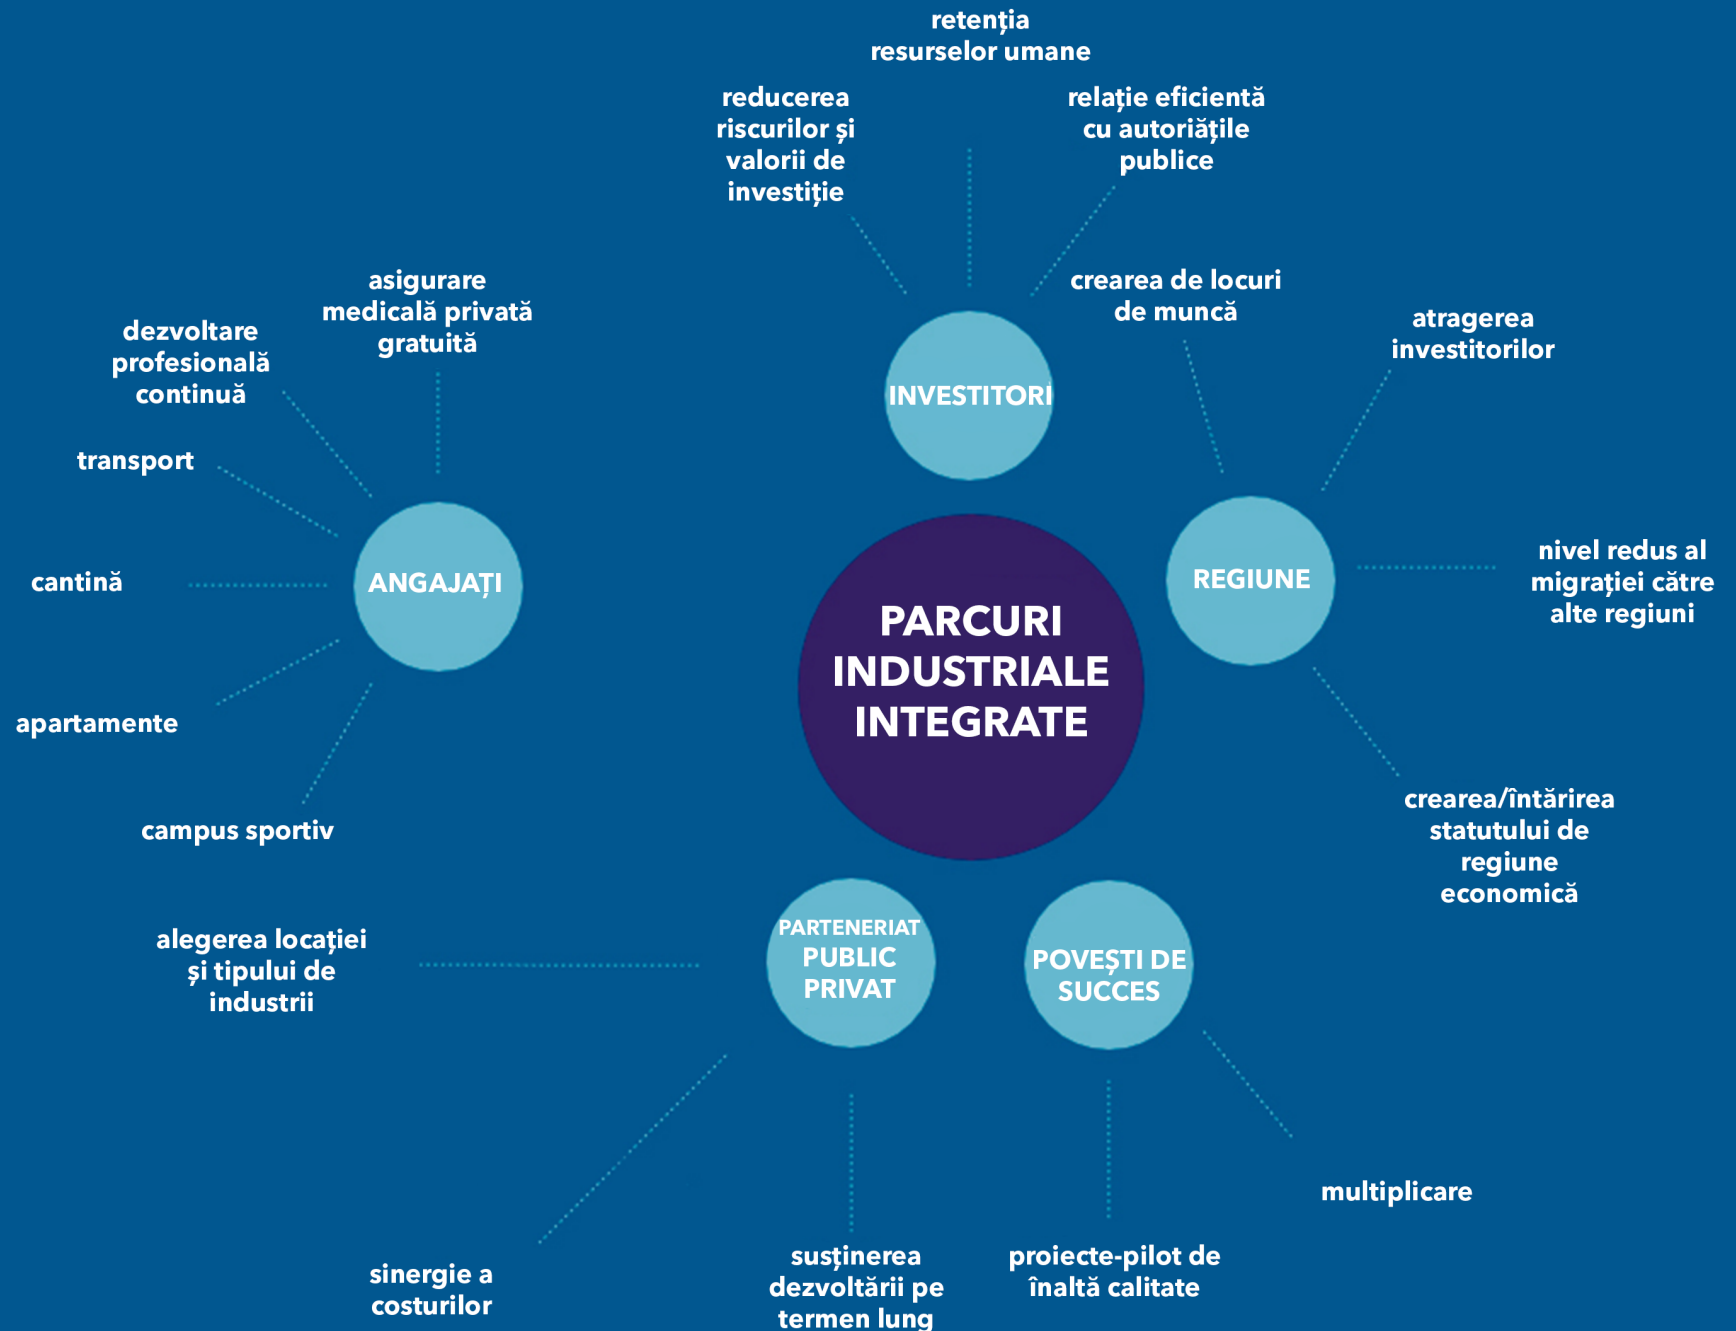 retenția
resurselor umane
reducerea
riscurilor și
valorii de
investiție
relație eficientă
cu autoriățile
publice
INVESTITORI
crearea de locuri
de muncă
atragerea
investitorilor
nivel redus al
migrației către
alte regiuni
crearea/întărirea
statutului de
regiune
economică
REGIUNE
asigurare
medicală privată
gratuită
dezvoltare
profesională
continuă
transport
cantină
apartamente
campus sportiv
ANGAJAȚI
PARCURI
INDUSTRIALE
INTEGRATE
PARTENERIAT
PUBLIC
PRIVAT
alegerea locației
și tipului de
industrii
sinergie a
costurilor
susținerea
dezvoltării pe
termen lung
POVEȘTI DE
SUCCES
proiecte-pilot de
înaltă calitate
multiplicare